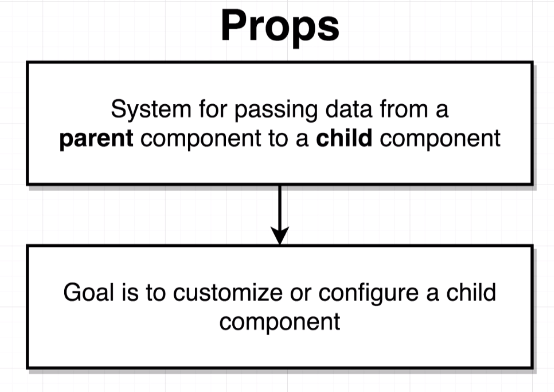 Props
System for passing data from a
parent component to a child component
Goal is to customize or configure a child
component